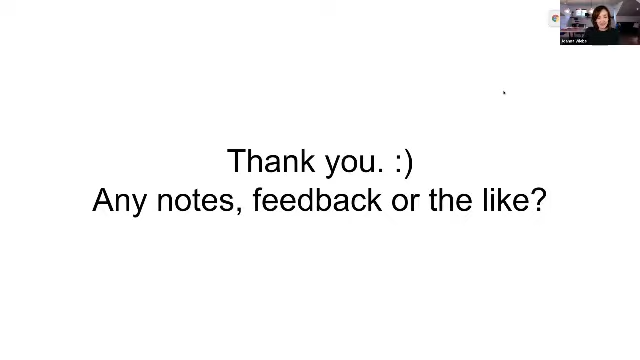 Thank you. :)
Any notes, feedback or the like?